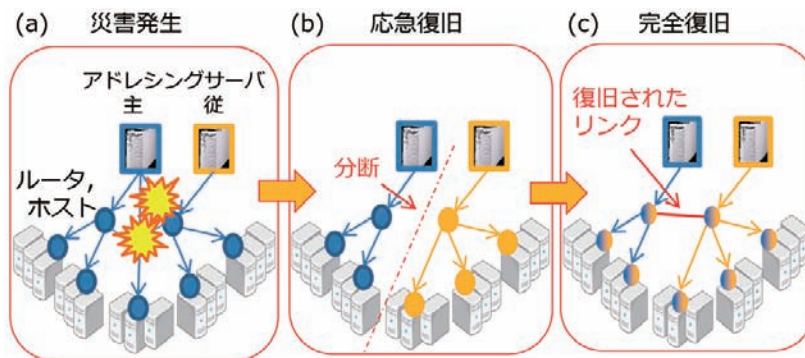 (a) 災害発生
アドレシングサーバ
主 従
ルータ,
ホスト
(b) 応急復旧
分断
(c) 完全復旧
復旧された
リンク